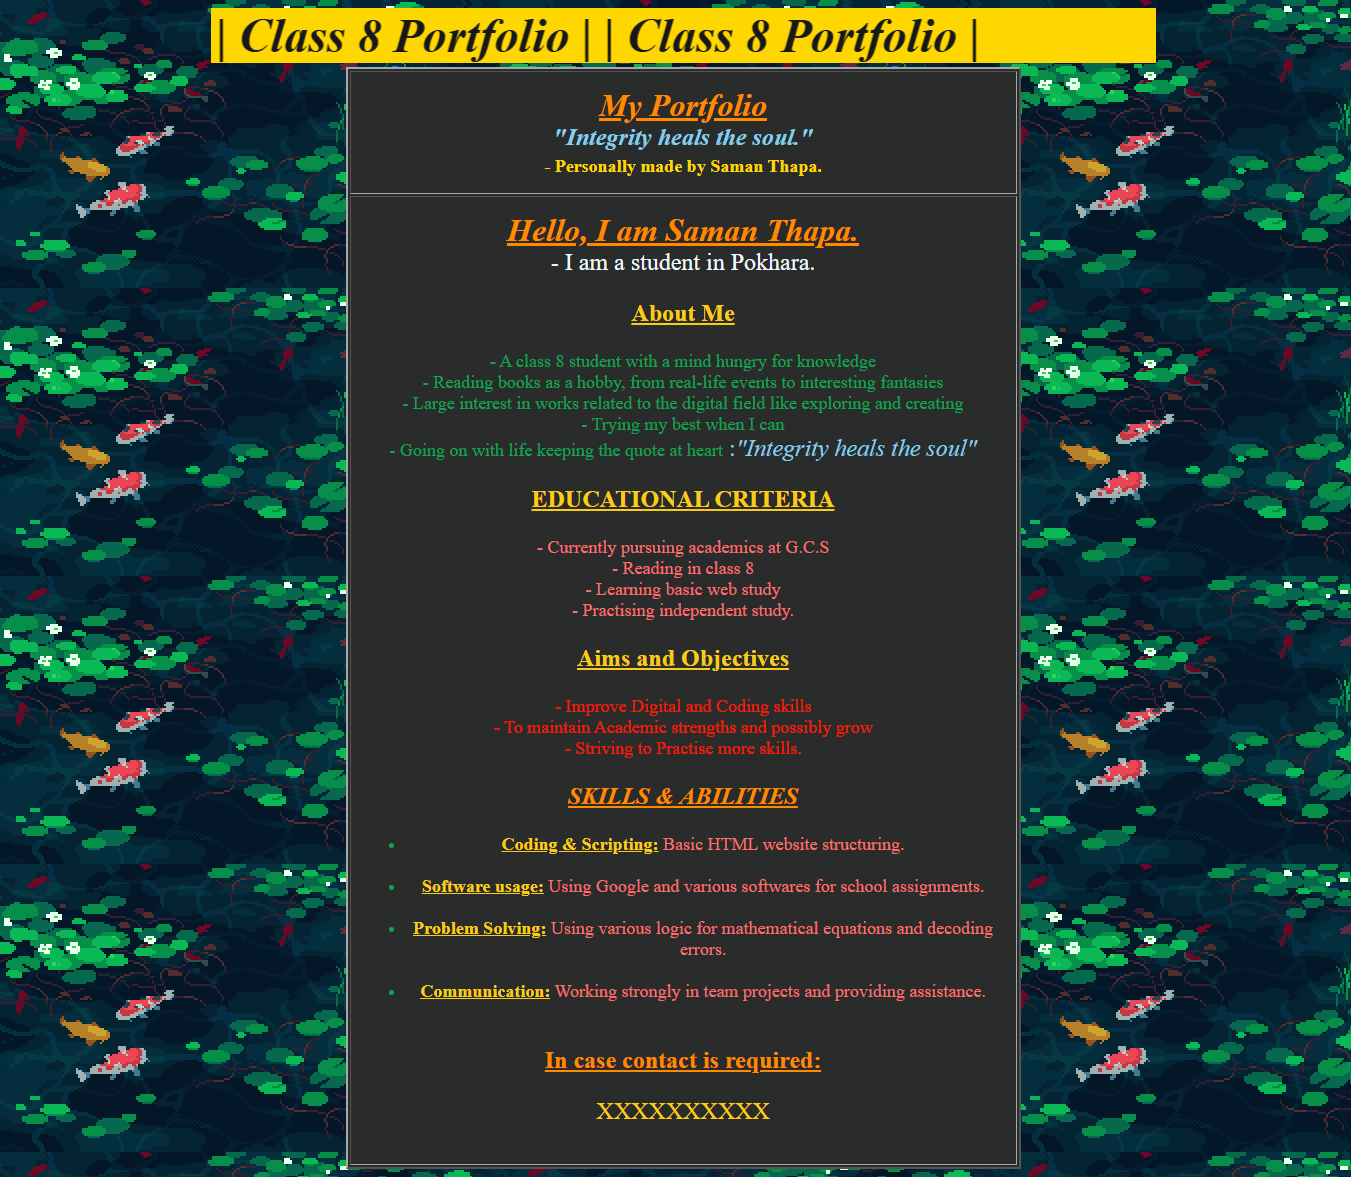 | Class 8 Portfolio | | Class 8 Portfolio |
My Portfolio
"Integrity heals the soul."
- Personally made by Saman Thapa.
Hello, I am Saman Thapa.
- I am a student in Pokhara.
About Me
- A class 8 student with a mind hungry for knowledge
- Reading books as a hobby, from real-life events to interesting fantasies
- Large interest in works related to the digital field like exploring and creating
- Trying my best when I can
- Going on with life keeping the quote at heart :"Integrity heals the soul"
EDUCATIONAL CRITERIA
- Currently pursuing academics at G.C.S
- Reading in class 8
- Learning basic web study
- Practising independent study.
Aims and Objectives
- Improve Digital and Coding skills
- To maintain Academic strengths and possibly grow
- Striving to Practise more skills.
SKILLS & ABILITIES
• Coding & Scripting: Basic HTML website structuring.
• Software usage: Using Google and various softwares for school assignments.
• Problem Solving: Using various logic for mathematical equations and decoding
errors.
• Communication: Working strongly in team projects and providing assistance.
In case contact is required:
XXXXXXXXXX